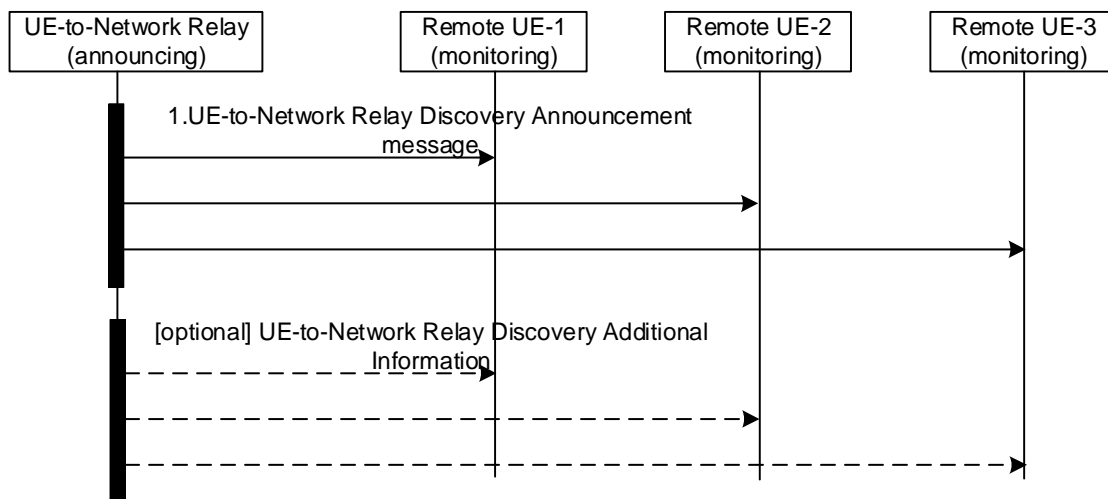 UE-to-Network Relay
(announcing)
Remote UE-1
(monitoring)
Remote UE-2
(monitoring)
Remote UE-3
(monitoring)
1.UE-to-Network Relay Discovery Announcement
message
[optional] UE-to-Network Relay Discovery Additional
Information